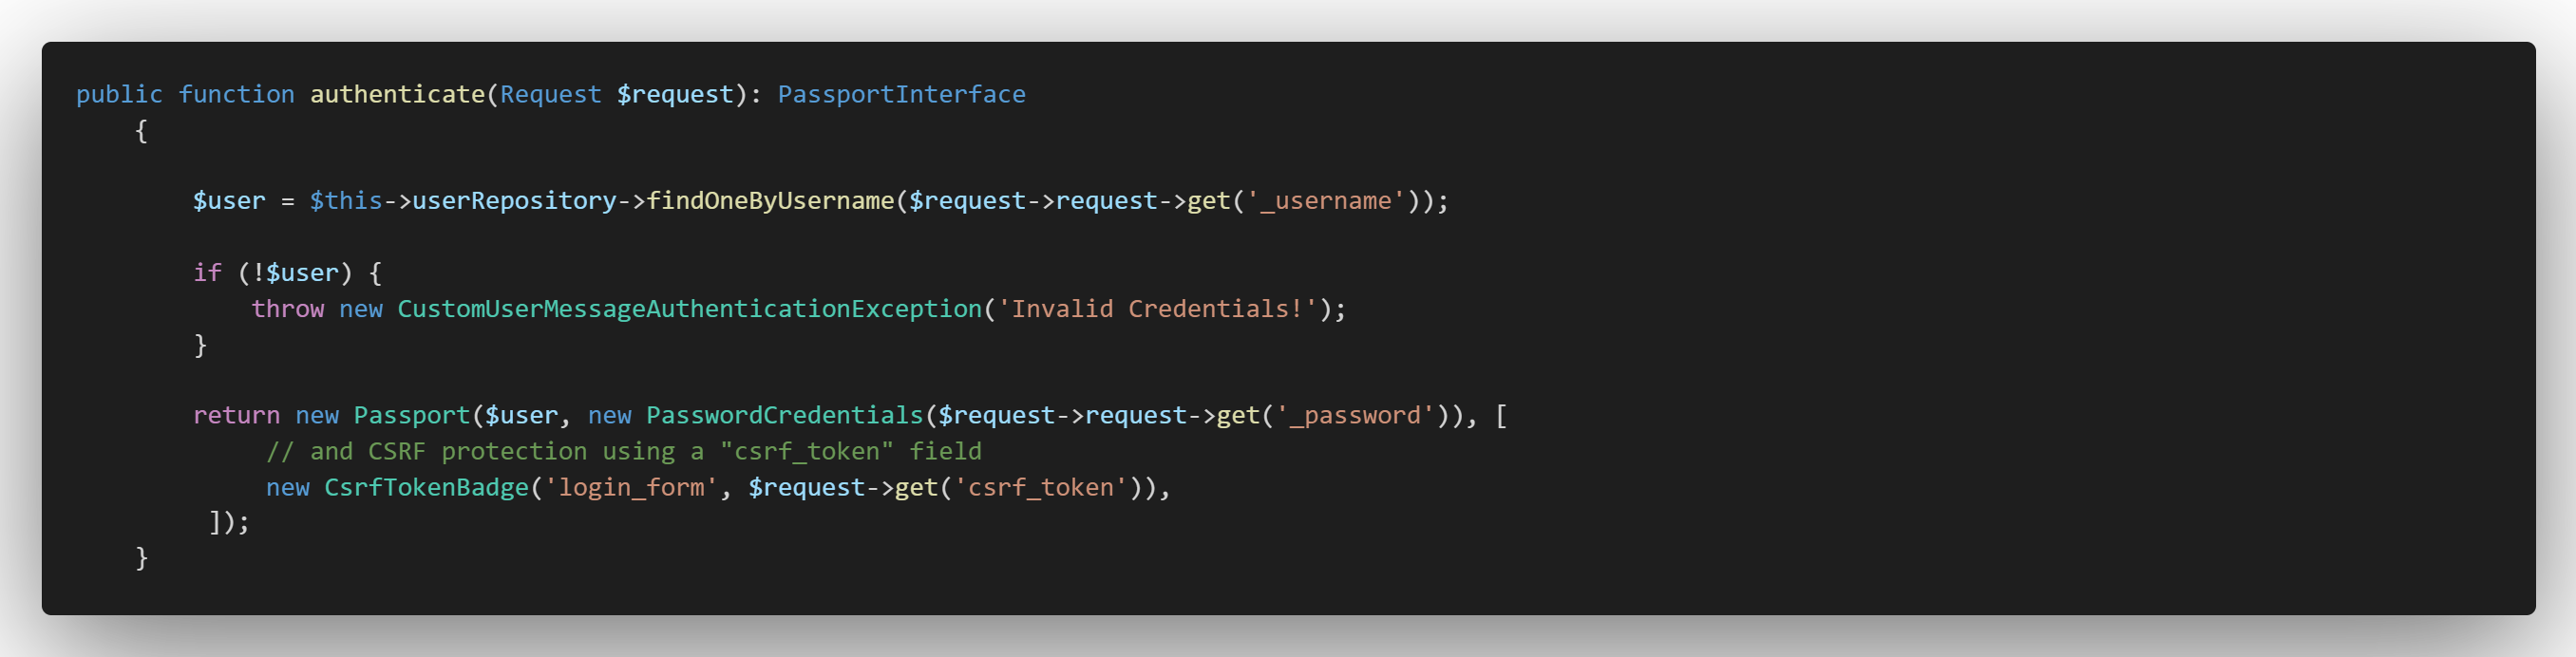 public function authenticate(Request $request): PassportInterface
    {

        $user = $this->userRepository->findOneByUsername($request->request->get('_username'));

        if (!$user) {
            throw new CustomUserMessageAuthenticationException('Invalid Credentials!');
        }

        return new Passport($user, new PasswordCredentials($request->request->get('_password')), [
             // and CSRF protection using a "csrf_token" field
             new CsrfTokenBadge('login_form', $request->get('csrf_token')),
         ]);
    }